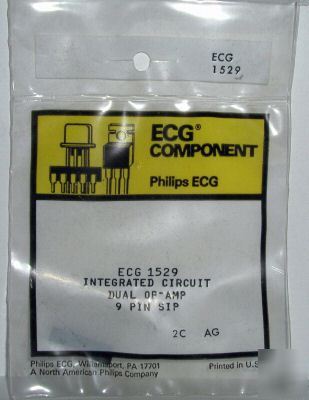 ECG
1529
ECG®
COMPONENT
Philips ECG
ECG 1529
INTEGRATED CIRCUIT
DUAL OP-AMP
9 PIN SIP
2C AG
Philips ECG, Williamsport, PA 17701
A North American Philips Company
Printed in U.S.